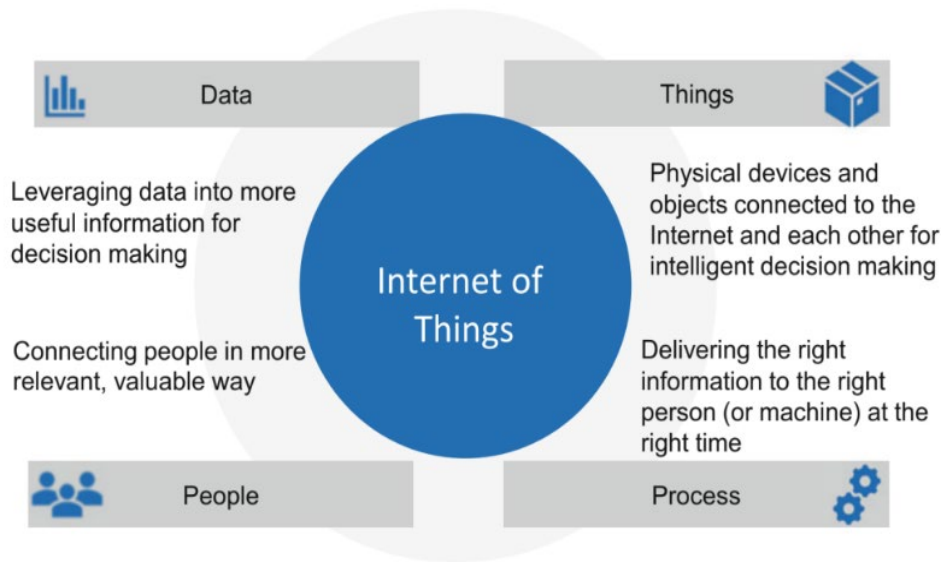 Data
Leveraging data into more
useful information for
decision making
Things
Physical devices and
objects connected to the
Internet and each other for
intelligent decision making
Internet of
Things
Connecting people in more
relevant, valuable way
People
Delivering the right
information to the right
person (or machine) at the
right time
Process